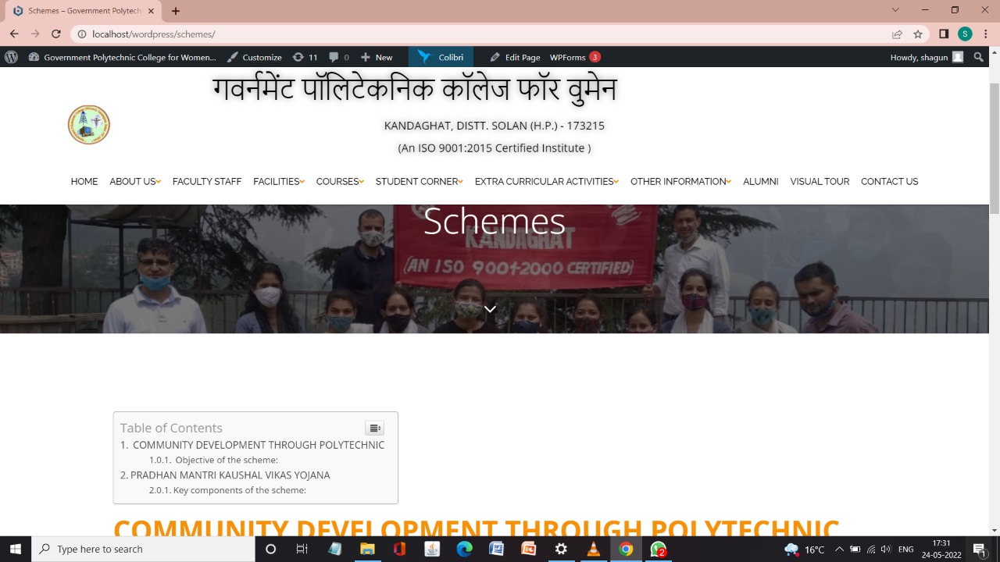 Government Polytechnic
localhost/wordpress/schemes/
S
Government Polytechnic College for Women... Customize 11 0 New Colibri Edit Page WPForms 3 Howdy, shagun
गवर्नमेंट पॉलिटेकनिक कॉलेज फॉर वुमेन
KANDAGHAT, DISTT. SOLAN (H.P.) - 173215
(An ISO 9001:2015 Certified Institute )
HOME ABOUT US FACULTY STAFF FACILITIES COURSES STUDENT CORNER EXTRA CURRICULAR ACTIVITIES OTHER INFORMATION ALUMNI VISUAL TOUR CONTACT US
Schemes
KANDAGHAT
(AN ISO 9001-2000 CERTIFIED)
Table of Contents
1. COMMUNITY DEVELOPMENT THROUGH POLYTECHNIC
1.0.1. Objective of the scheme:
2. PRADHAN MANTRI KAUSHAL VIKAS YOJANA
2.0.1. Key components of the scheme:
COMMUNITY DEVELOPMENT THROUGH POLYTECHNIC
Type here to search 2 16°C ENG 17:31
24-05-2022 1